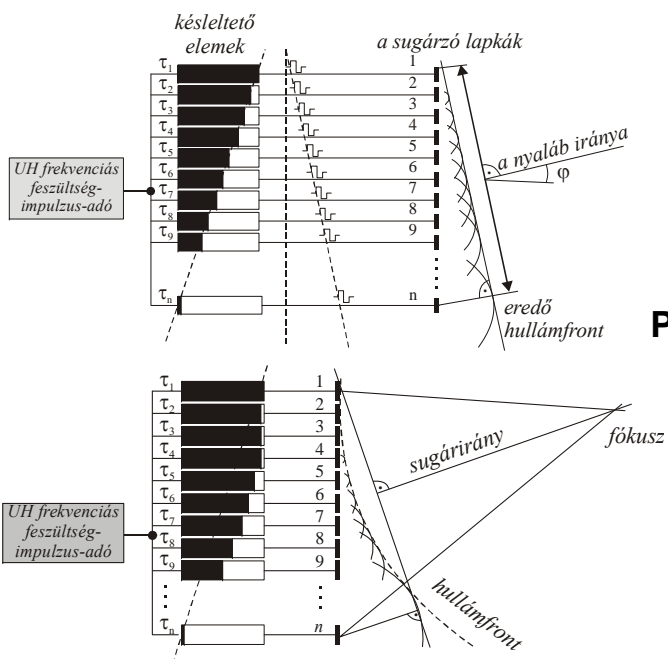 késleltető
elemek
a sugárzó lapkák
τ1 1
τ2 2
τ3 3
τ4 4
τ5 5
τ6 6
τ7 7
τ8 8
τ9 9
τn n
UH frekvenciás
feszültség-
impulzus-adó
a nyaláb iránya
φ
eredő
hullámfront
P
τ1 1
τ2 2
τ3 3
τ4 4
τ5 5
τ6 6
τ7 7
τ8 8
τ9 9
τn n
UH frekvenciás
feszültség-
impulzus-adó
sugárirány
fókusz
hullámfront